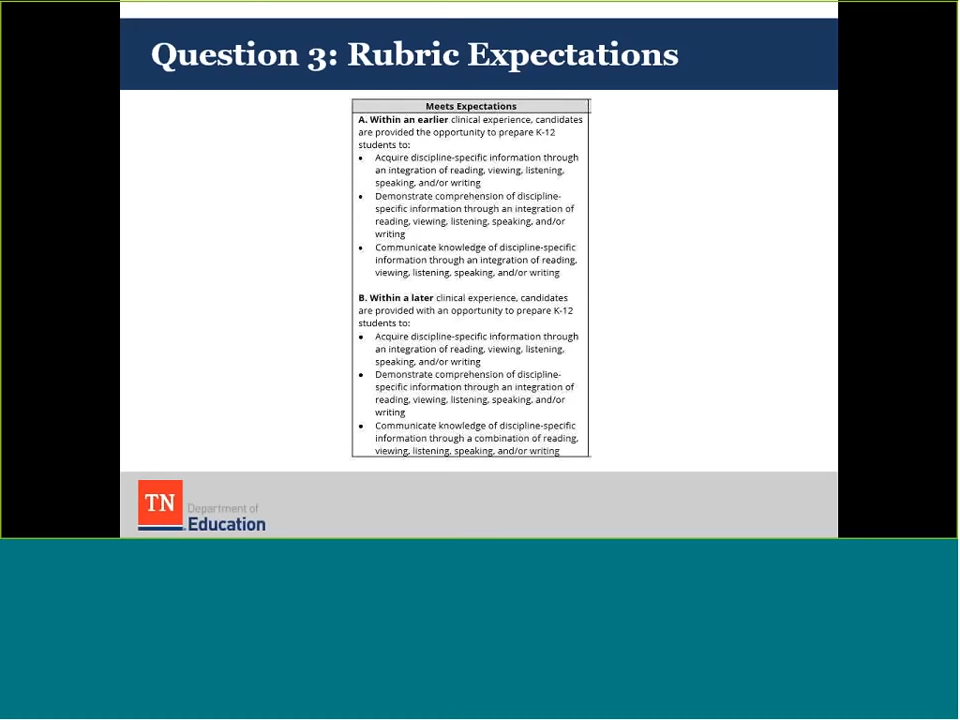 Question 3: Rubric Expectations
Meets Expectations
A. Within an earlier clinical experience, candidates
are provided the opportunity to prepare K-12
students to:
• Acquire discipline-specific information through
an integration of reading, viewing, listening,
speaking, and/or writing
• Demonstrate comprehension of discipline-
specific information through an integration of
reading, viewing, listening, speaking, and/or
writing
• Communicate knowledge of discipline-specific
information through an integration of reading,
viewing, listening, speaking, and/or writing
B. Within a later clinical experience, candidates
are provided with an opportunity to prepare K-12
students to:
• Acquire discipline-specific information through
an integration of reading, viewing, listening,
speaking, and/or writing
• Demonstrate comprehension of discipline-
specific information through an integration of
reading, viewing, listening, speaking, and/or
writing
• Communicate knowledge of discipline-specific
information through a combination of reading,
viewing, listening, speaking, and/or writing
TN
Department of
Education